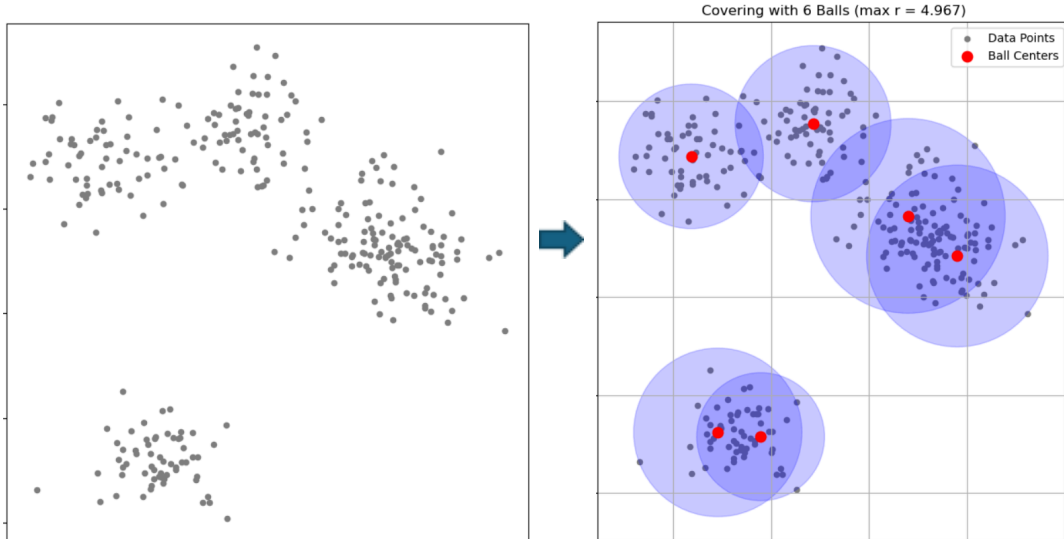 Covering with 6 Balls (max r = 4.967)
Data Points
Ball Centers